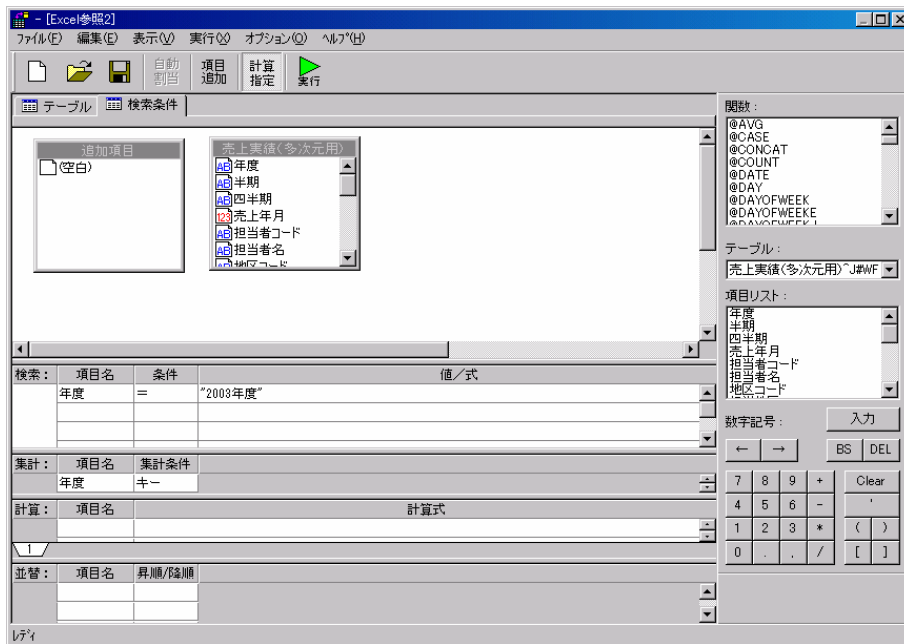 - [Excel参照2]
ファイル(F) 編集(E) 表示(V) 実行(X) オプション(O) ヘルプ(H)
自動割当 項目追加 計算指定 実行
テーブル 検索条件
追加項目
(空白)
売上実績(多次元用)
年度
半期
四半期
売上年月
担当者コード
担当者名
地区コード
検索: 項目名 条件 値/式
年度 = "2003年度"
集計: 項目名 集計条件
年度 キー
計算: 項目名 計算式
1
並替: 項目名 昇順/降順
レディ
関数:
@AVG
@CASE
@CONCAT
@COUNT
@DATE
@DAY
@DAYOFWEEK
@DAYOFWEEKE
テーブル:
売上実績(多次元用)^J#WF
項目リスト:
年度
半期
四半期
売上年月
担当者コード
担当者名
地区コード
数字記号: 入力
← → BS DEL
7 8 9 + Clear
4 5 6 - '
1 2 3 * ( )
0 . , / [ ]